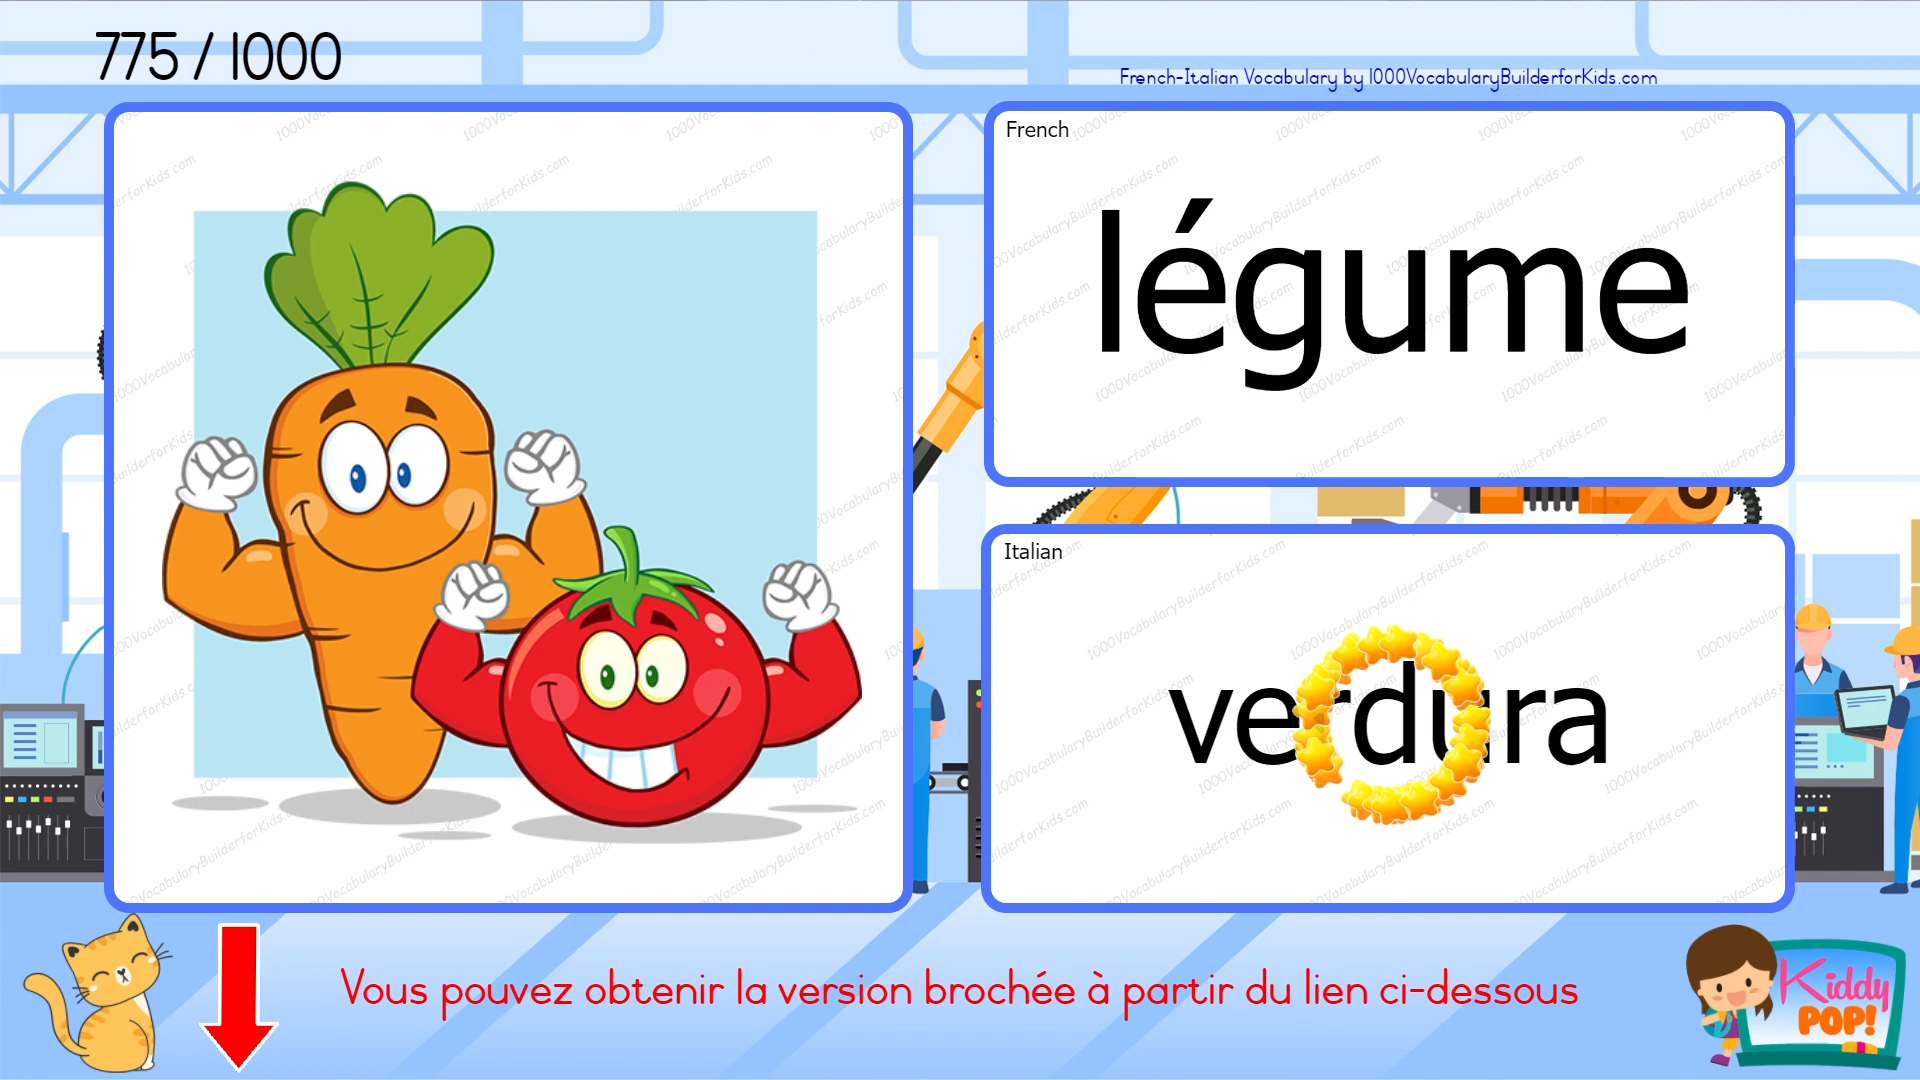 775 / 1000
French-Italian Vocabulary by 1000VocabularyBuilderforKids.com
French
légume
Italian
verdura
Vous pouvez obtenir la version brochée à partir du lien ci-dessous
Kiddy
POP!